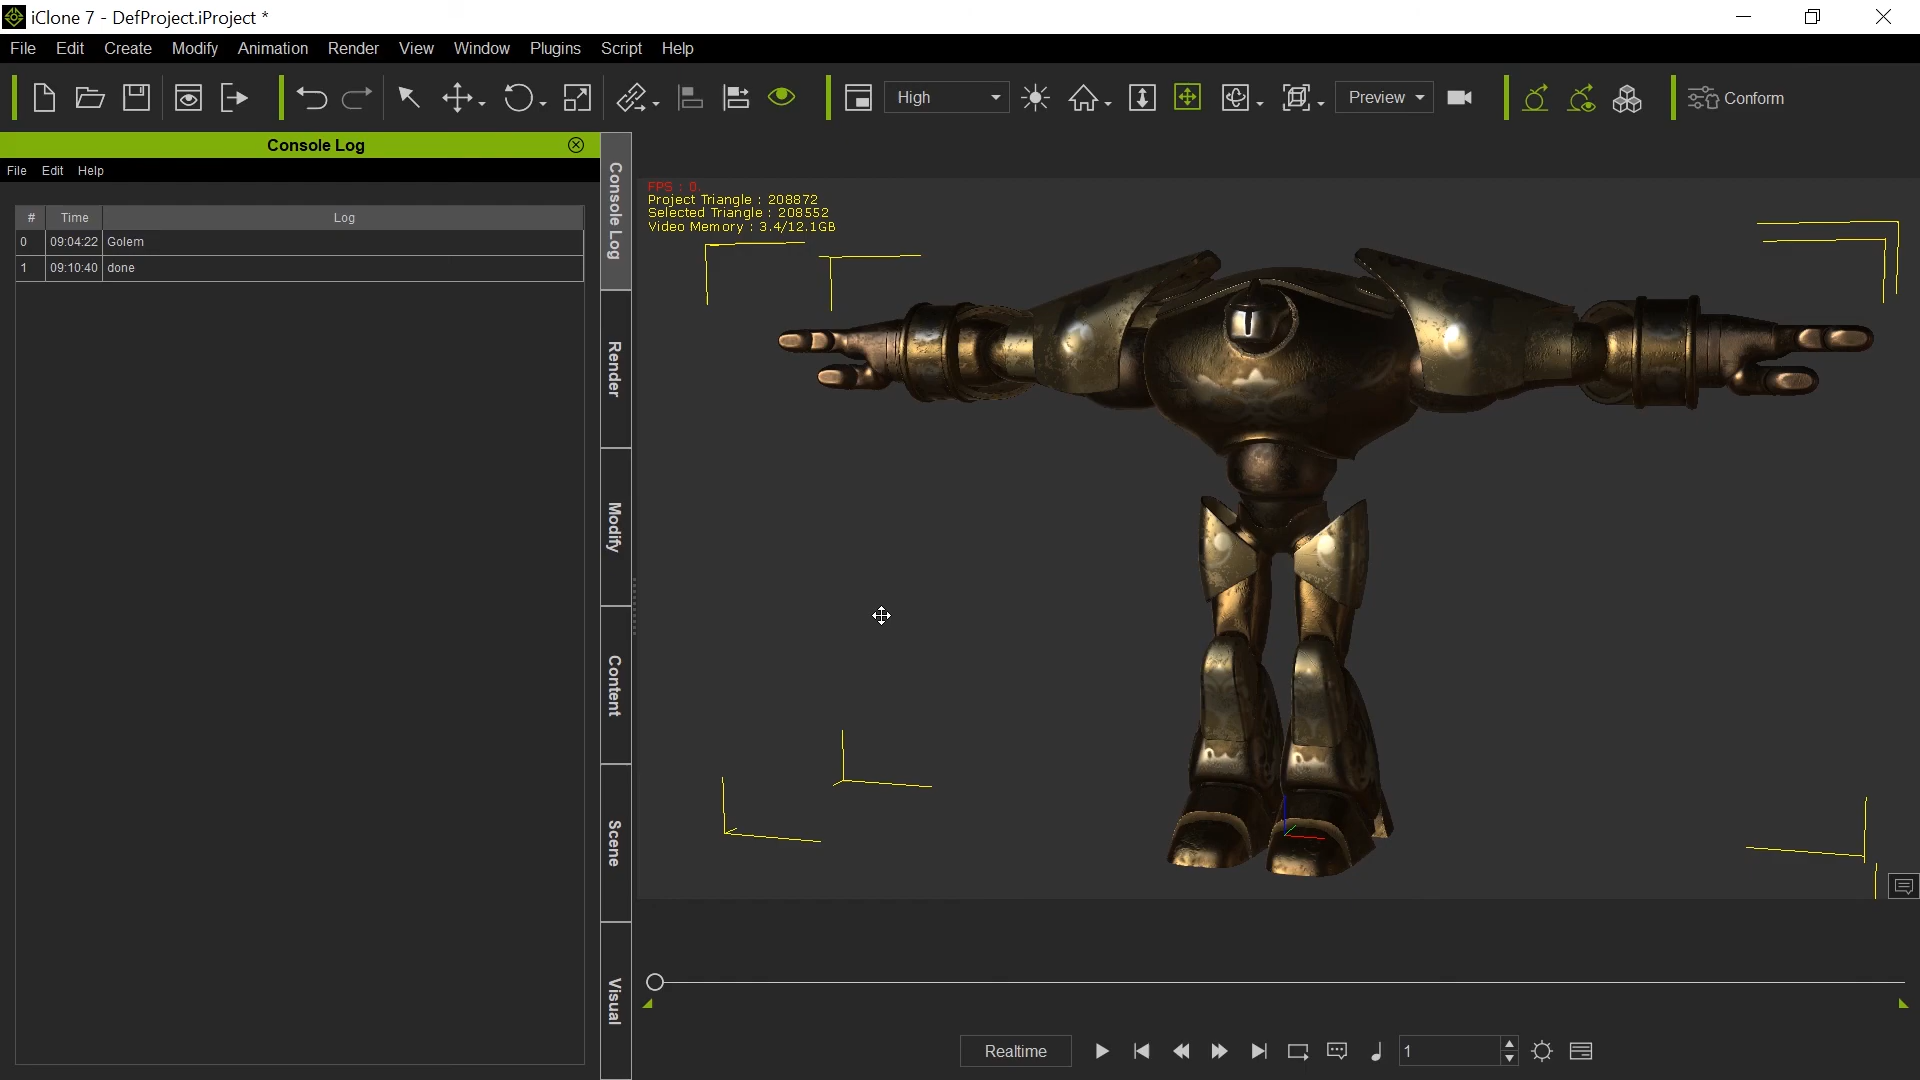 iClone 7 - DefProject.iProject *
File Edit Create Modify Animation Render View Window Plugins Script Help
High
Preview
Conform
Console Log
File Edit Help
# Time Log
0 09:04:22 Golem
1 09:10:40 done
Console Log
Render
Modify
Content
Scene
Visual
FPS : 0.
Project Triangle : 208872
Selected Triangle : 208552
Video Memory : 3.4/12.1GB
Realtime
1